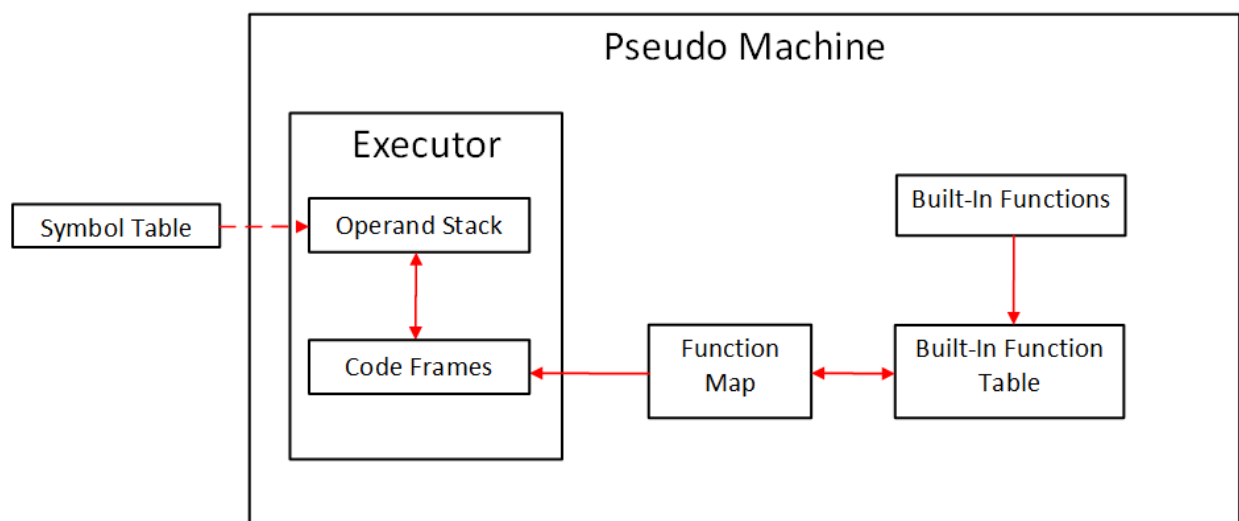 Pseudo Machine
Executor
Symbol Table
Operand Stack
Code Frames
Function
Map
Built-In Functions
Built-In Function
Table